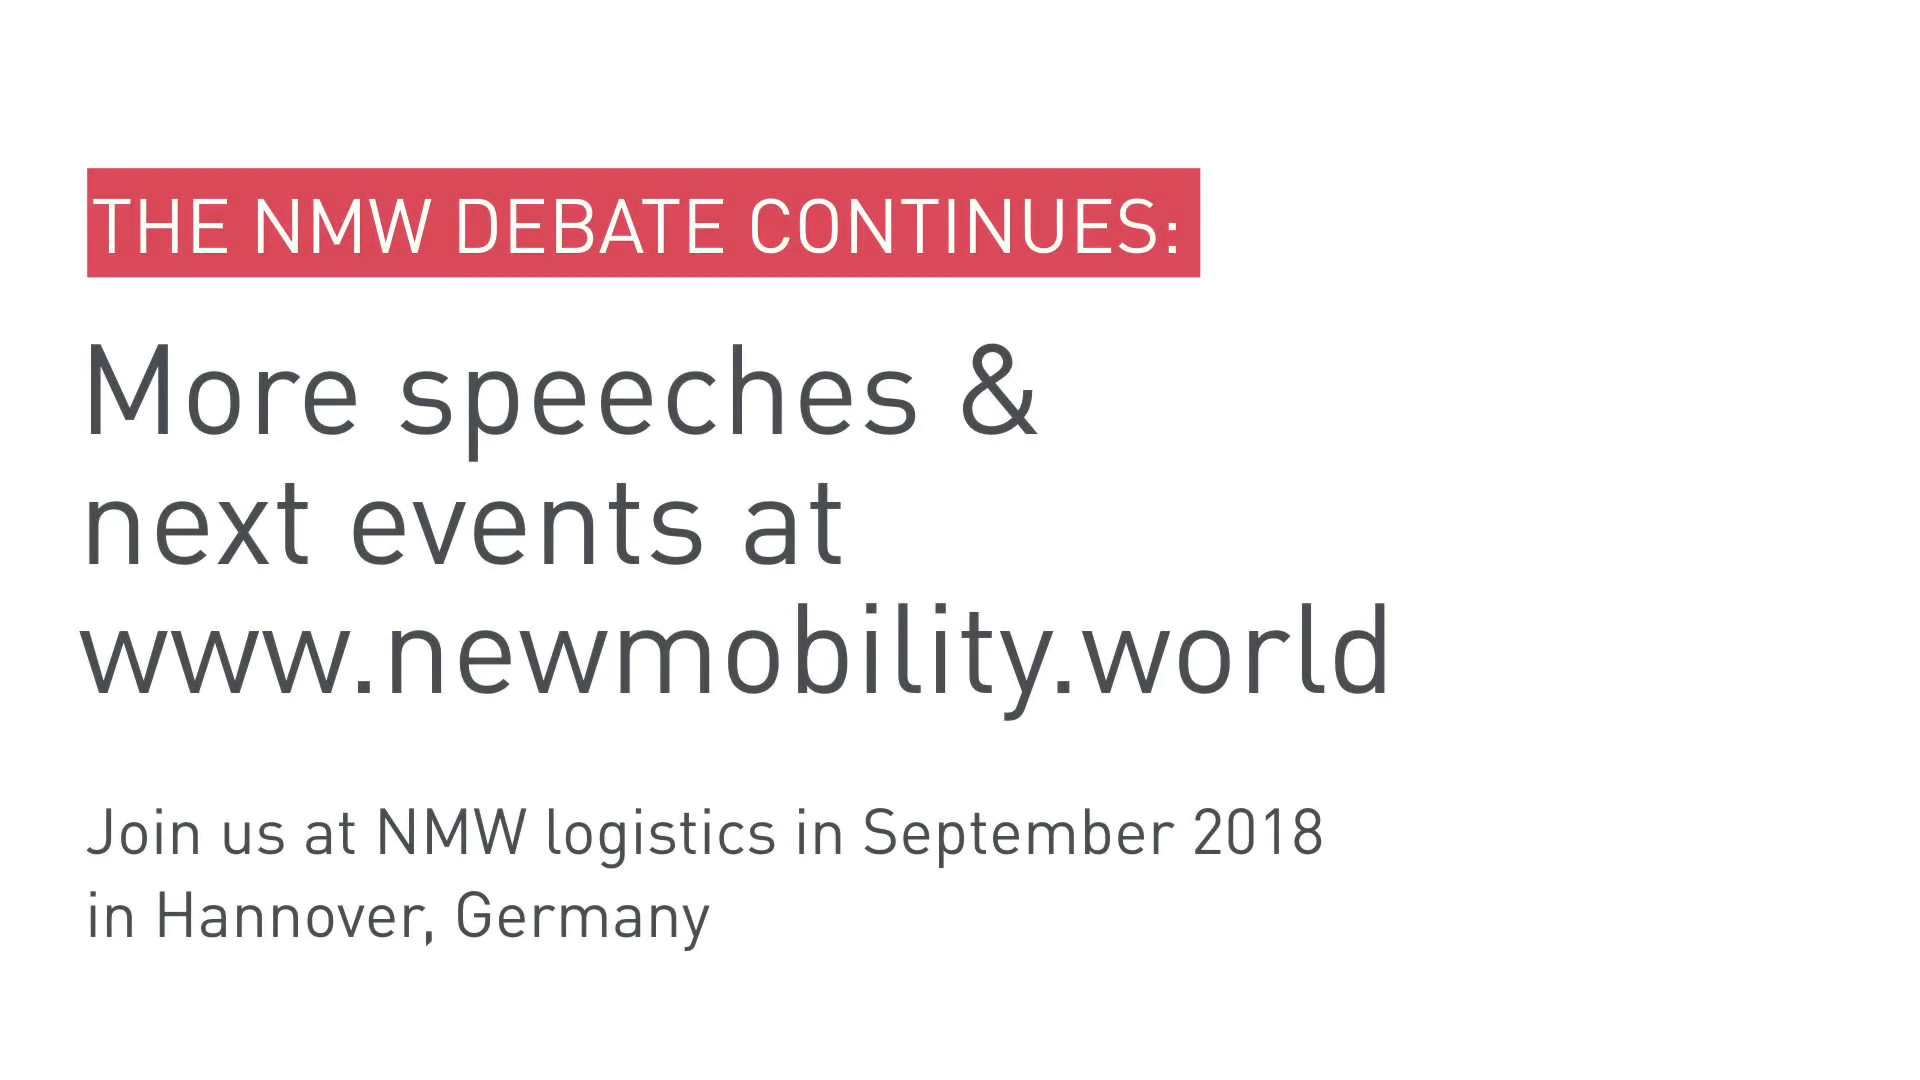 THE NMW DEBATE CONTINUES:
More speeches &
next events at
www.newmobility.world
Join us at NMW logistics in September 2018
in Hannover, Germany